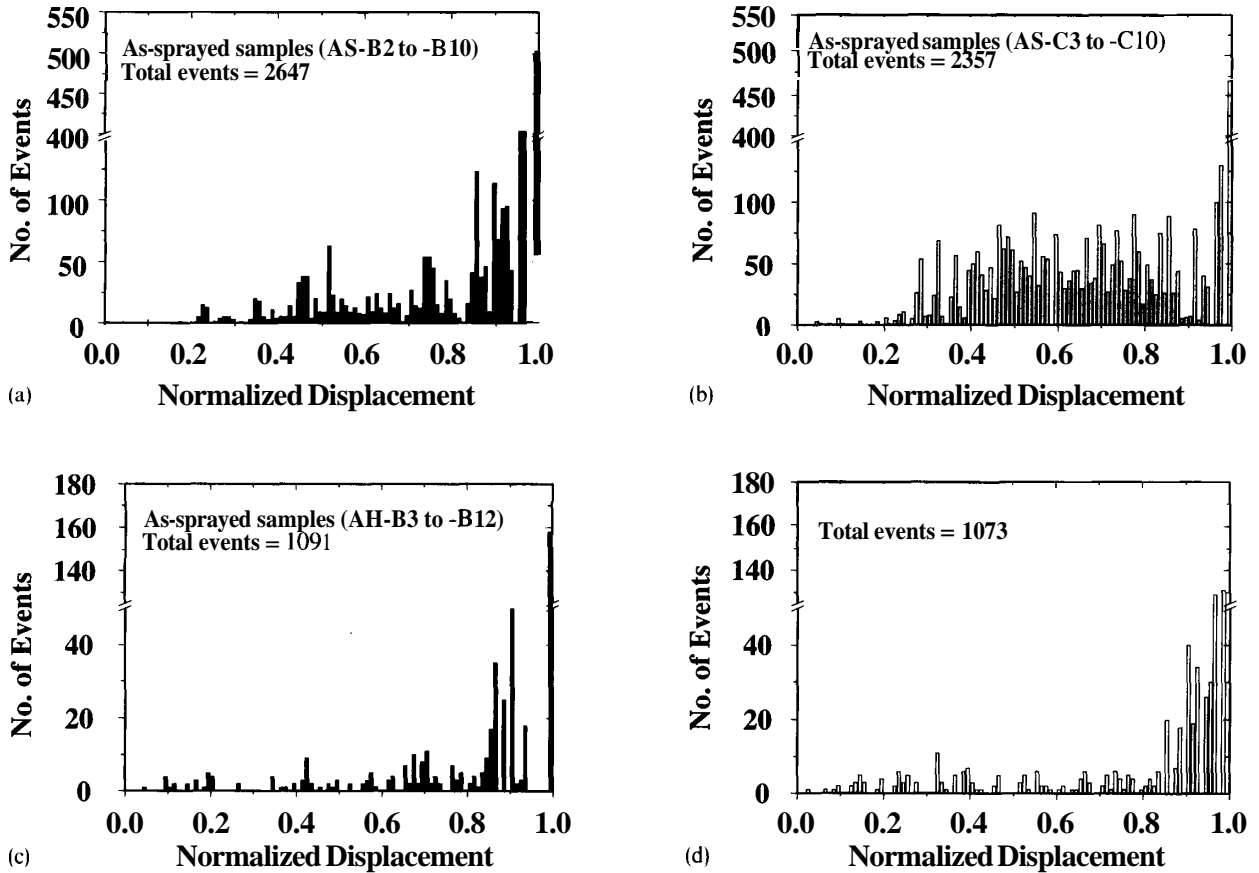 550
500
450
400
100
50
0
No. of Events
As-sprayed samples (AS-B2 to -B10)
Total events = 2647
0.0 0.2 0.4 0.6 0.8 1.0
Normalized Displacement
(a)
550
500
450
400
100
50
0
No. of Events
As-sprayed samples (AS-C3 to -C10)
Total events = 2357
0.0 0.2 0.4 0.6 0.8 1.0
Normalized Displacement
(b)
180
160
140
40
20
0
No. of Events
As-sprayed samples (AH-B3 to -B12)
Total events = 1091
0.0 0.2 0.4 0.6 0.8 1.0
Normalized Displacement
(c)
180
160
140
40
20
0
No. of Events
Total events = 1073
0.0 0.2 0.4 0.6 0.8 1.0
Normalized Displacement
(d)